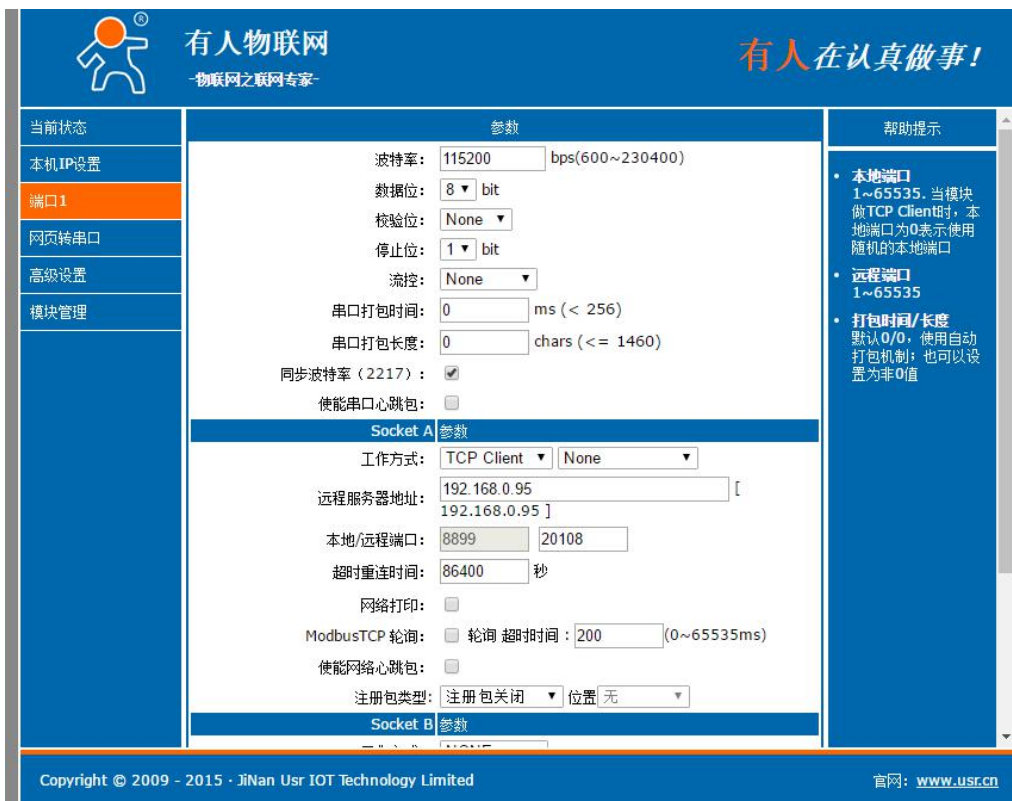 ®
有人物联网
-物联网之联网专家-
有人在认真做事!
当前状态
本机IP设置
端口1
网页转串口
高级设置
模块管理
参数
波特率: 115200 bps(600~230400)
数据位: 8 bit
校验位: None
停止位: 1 bit
流控: None
串口打包时间: 0 ms (< 256)
串口打包长度: 0 chars (<= 1460)
同步波特率（2217）:
使能串口心跳包:
Socket A 参数
工作方式: TCP Client None
远程服务器地址: 192.168.0.95 [
192.168.0.95 ]
本地/远程端口: 8899 20108
超时重连时间: 86400 秒
网络打印:
ModbusTCP 轮询: 轮询 超时时间 : 200 (0~65535ms)
使能网络心跳包:
注册包类型: 注册包关闭 位置 无
Socket B 参数
帮助提示
• 本地端口
1~65535. 当模块
做TCP Client时，本
地端口为0表示使用
随机的本地端口
• 远程端口
1~65535
• 打包时间/长度
默认0/0，使用自动
打包机制；也可以设
置为非0值
Copyright © 2009 - 2015 · JiNan Usr IOT Technology Limited
官网: www.usr.cn